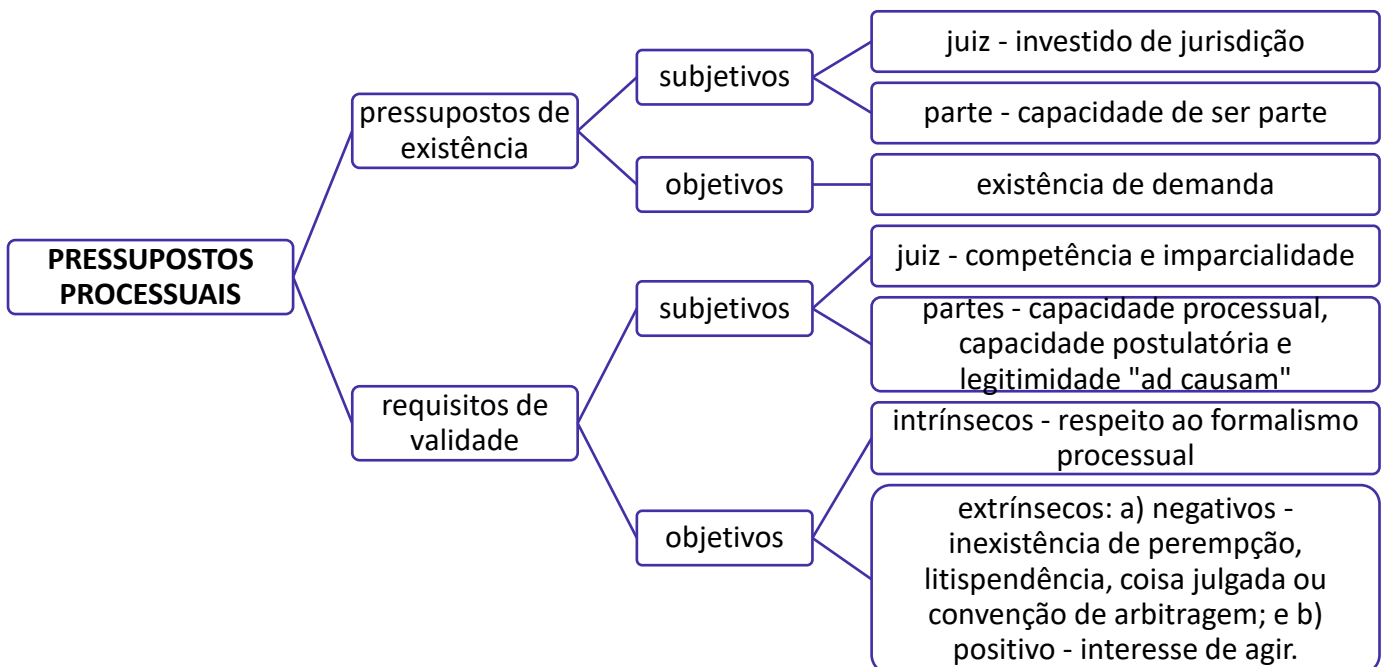 PRESSUPOSTOS
PROCESSUAIS
pressupostos de
existência
subjetivos
juiz - investido de jurisdição
parte - capacidade de ser parte
objetivos
existência de demanda
requisitos de
validade
subjetivos
juiz - competência e imparcialidade
partes - capacidade processual,
capacidade postulatória e
legitimidade "ad causam"
objetivos
intrínsecos - respeito ao formalismo
processual
extrínsecos: a) negativos -
inexistência de perempção,
litispendência, coisa julgada ou
convenção de arbitragem; e b)
positivo - interesse de agir.